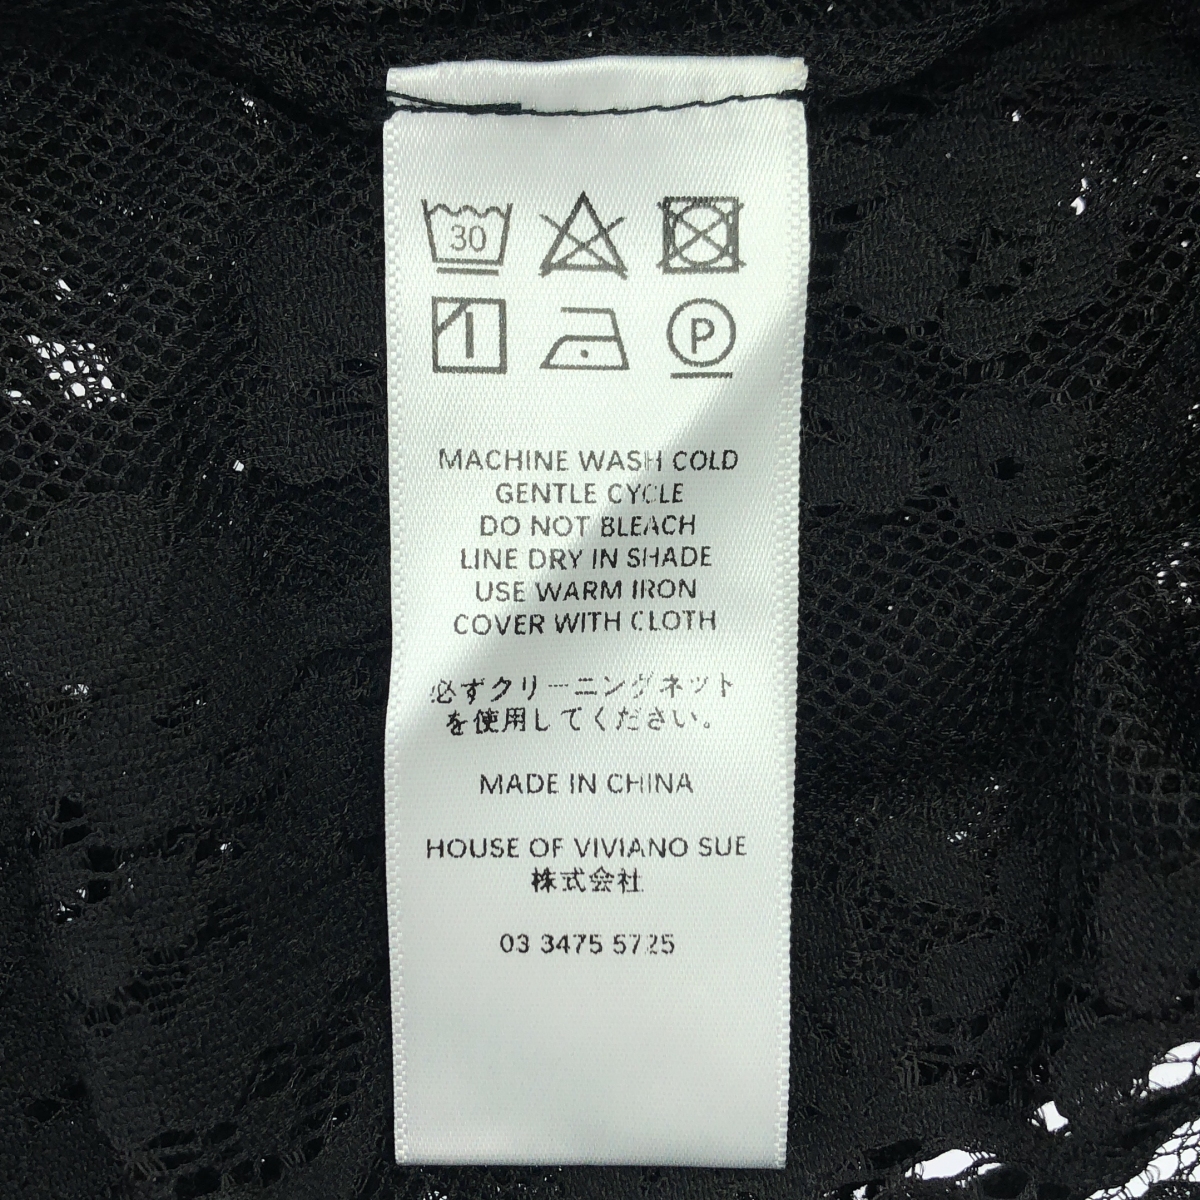 30
P
MACHINE WASH COLD
GENTLE CYCLE
DO NOT BLEACH
LINE DRY IN SHADE
USE WARM IRON
COVER WITH CLOTH
必ずクリーニングネット
を使用してください。
MADE IN CHINA
HOUSE OF VIVIANO SUE
株式会社
03 3475 5725